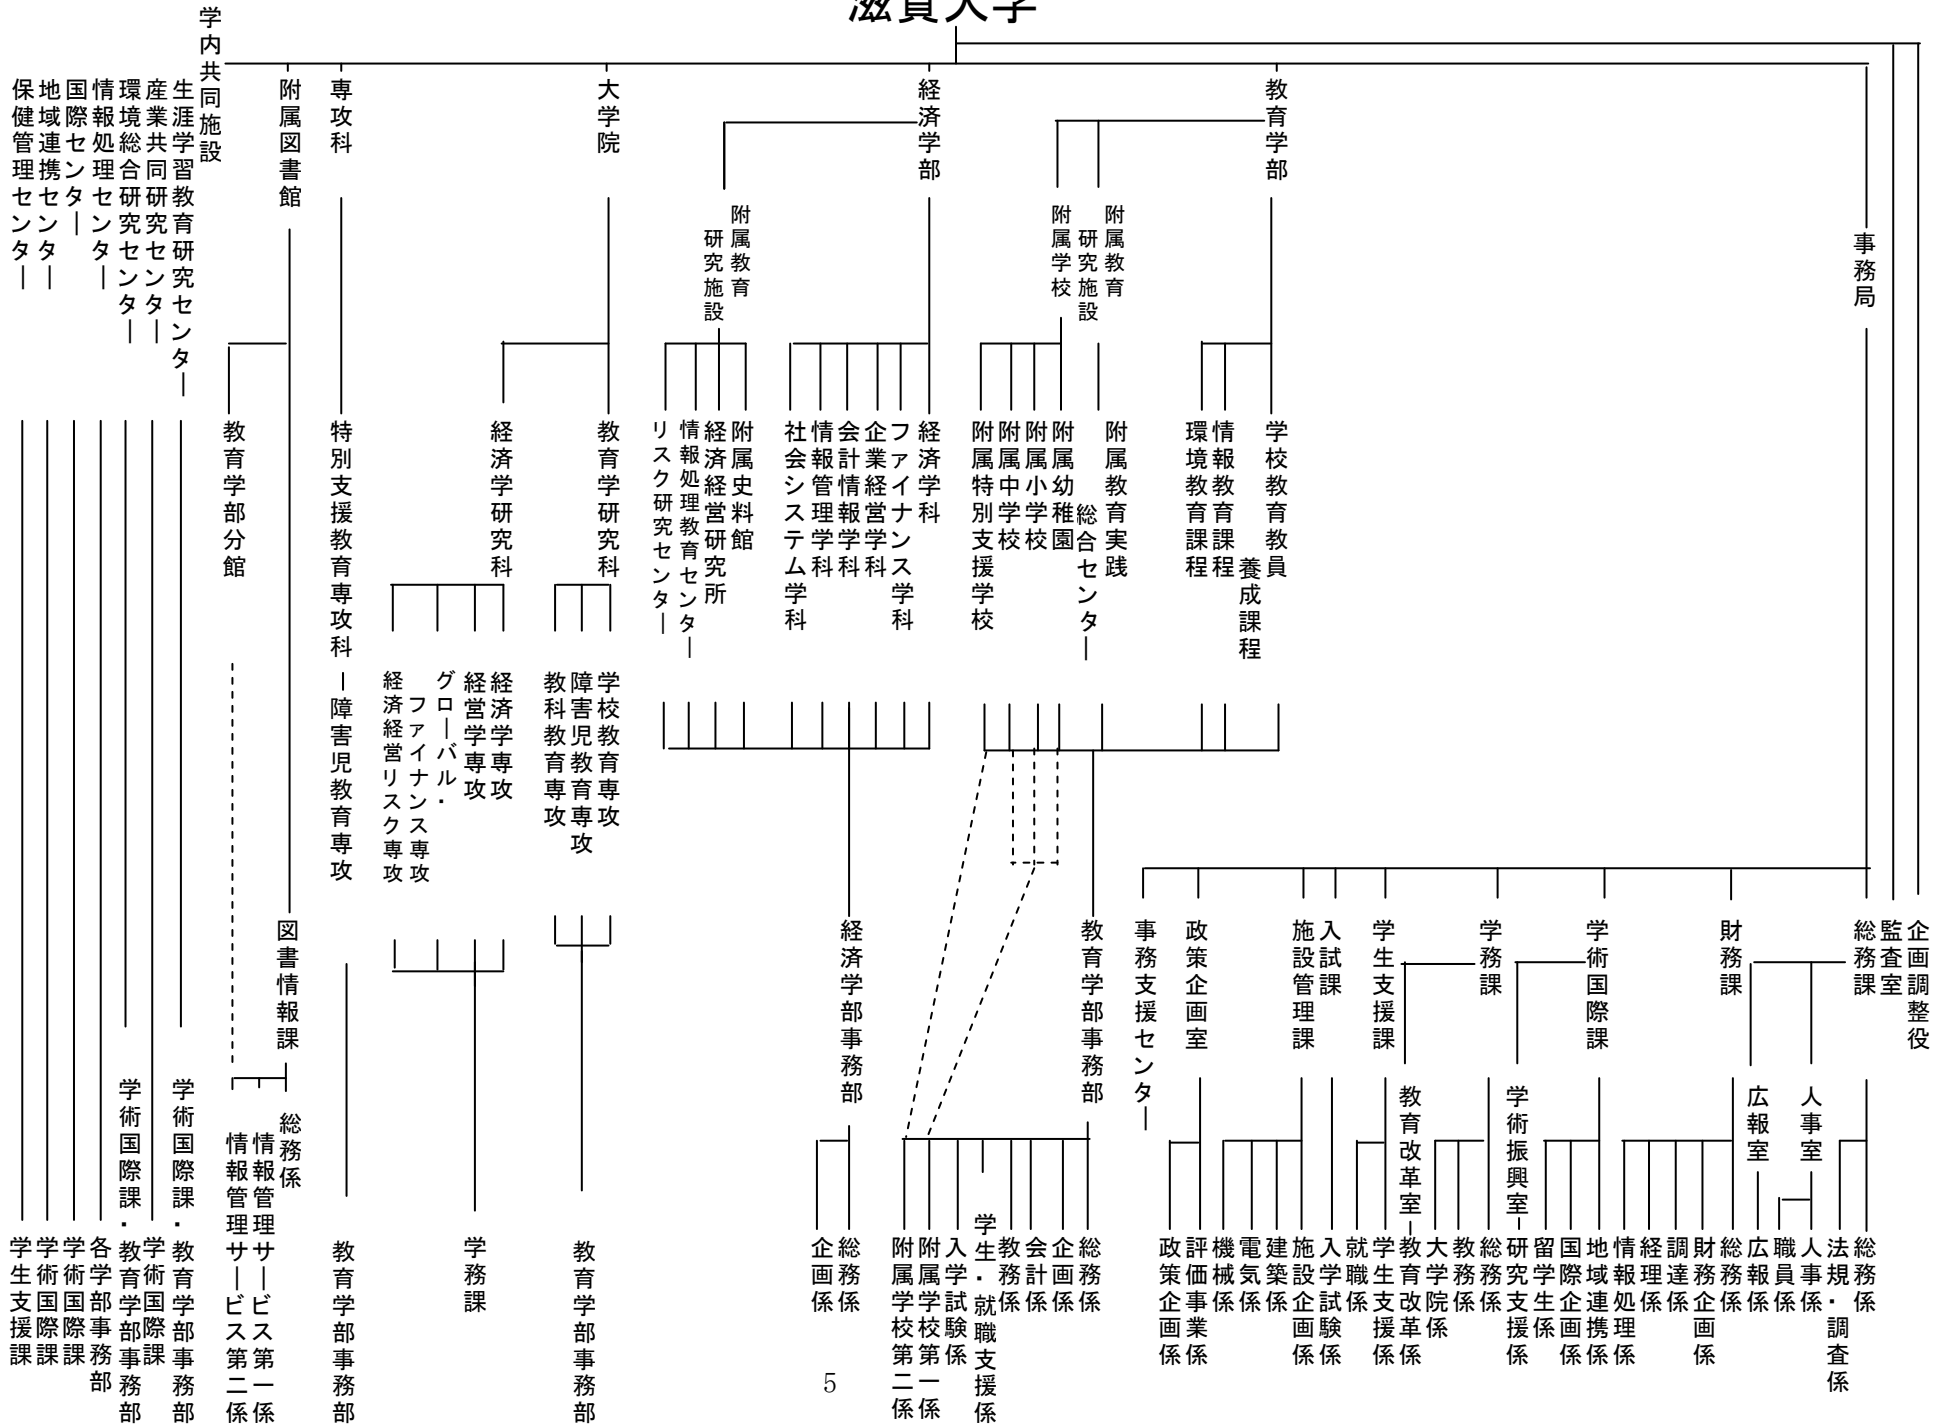 滋賀大学
企画調整役
監査室
事務局
総務課
総務係
法規・調査係
人事室
人事係
職員係
広報室
広報係
財務課
総務係
財務企画係
調達係
経理係
情報処理係
学術国際課
地域連携係
国際企画係
留学生係
学術振興室
研究支援係
学務課
総務係
教務係
大学院係
教育改革室
教育改革係
学生支援課
学生支援係
就職係
入試課
入学試験係
施設管理課
施設企画係
建築係
電気係
機械係
政策企画室
評価事業係
政策企画係
事務支援センター
教育学部
学校教育教員
養成課程
情報教育課程
環境教育課程
附属教育
研究施設
附属教育実践
総合センター
附属学校
附属幼稚園
附属小学校
附属中学校
附属特別支援学校
教育学部事務部
総務係
企画係
会計係
教務係
学生・就職支援係
入学試験係
附属学校第一係
附属学校第二係
経済学部
経済学科
ファイナンス学科
企業経営学科
会計情報学科
情報管理学科
社会システム学科
附属教育
研究施設
附属史料館
経済経営研究所
情報処理教育センター
リスク研究センター
経済学部事務部
総務係
企画係
大学院
教育学研究科
学校教育専攻
障害児教育専攻
教科教育専攻
教育学部事務部
経済学研究科
経済学専攻
経営学専攻
グローバル・
ファイナンス専攻
経済経営リスク専攻
学務課
専攻科
特別支援教育専攻科ー障害児教育専攻
教育学部事務部
附属図書館
教育学部分館
図書情報課
総務係
情報管理サービス第一係
情報管理サービス第二係
学内共同施設
生涯学習教育研究センター
学術国際課・教育学部事務部
産業共同研究センター
学術国際課
環境総合研究センター
学術国際課・教育学部事務部
情報処理センター
各学部事務部
国際センター
学術国際課
地域連携センター
学術国際課
保健管理センター
学生支援課
5